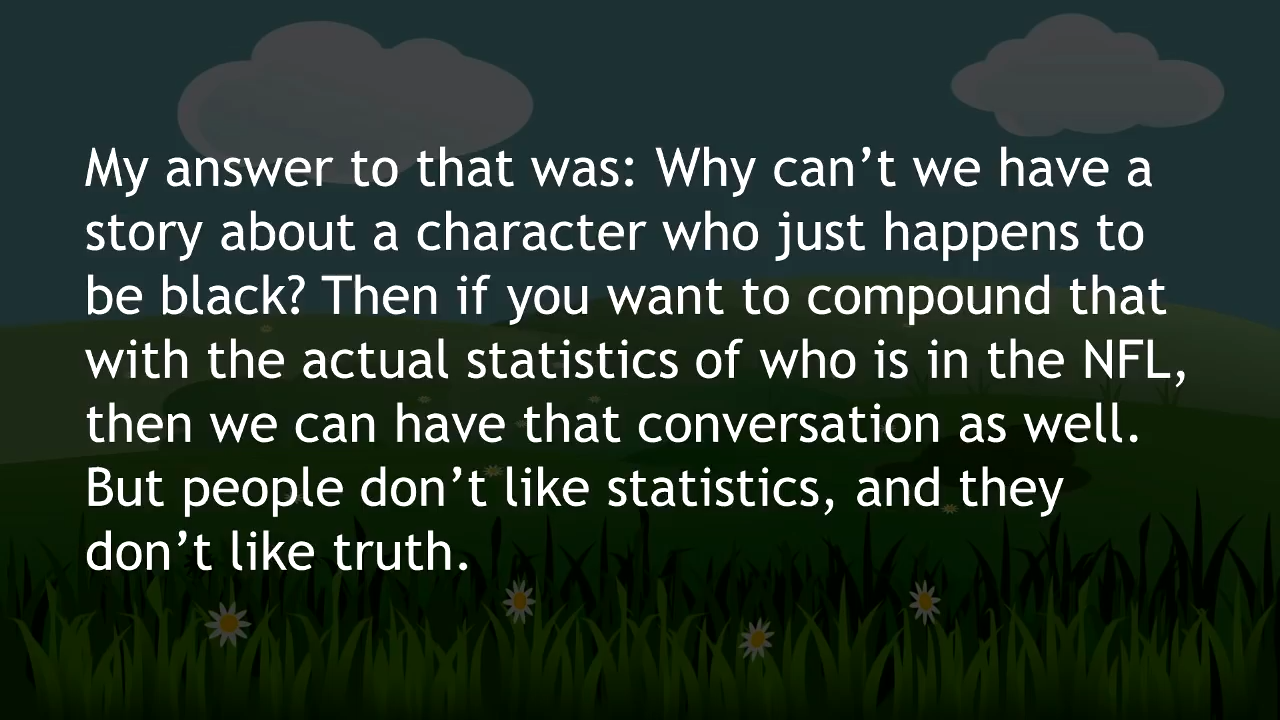 My answer to that was: Why can’t we have a
story about a character who just happens to
be black? Then if you want to compound that
with the actual statistics of who is in the NFL,
then we can have that conversation as well.
But people don’t like statistics, and they
don’t like truth.